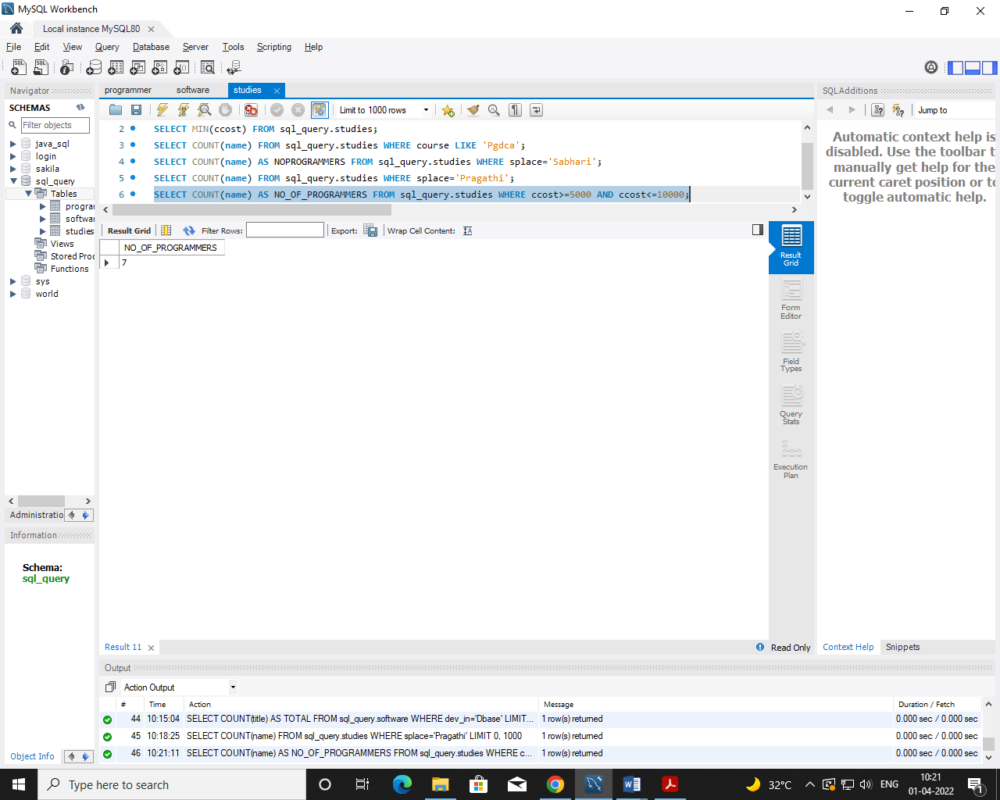 MySQL Workbench
Local instance MySQL80
File Edit View Query Database Server Tools Scripting Help
Navigator
SCHEMAS
Filter objects
java_sql
login
sakila
sql_query
Tables
prograr
softwar
studies
Views
Stored Proc
Functions
sys
world
Administratio
Information
Schema:
sql_query
Object Info
programmer software studies
Limit to 1000 rows
2 SELECT MIN(ccost) FROM sql_query.studies;
3 SELECT COUNT(name) FROM sql_query.studies WHERE course LIKE 'Pgdca';
4 SELECT COUNT(name) AS NOPROGRAMMERS FROM sql_query.studies WHERE splace='Sabhari';
5 SELECT COUNT(name) FROM sql_query.studies WHERE splace='Pragathi';
6 SELECT COUNT(name) AS NO_OF_PROGRAMMERS FROM sql_query.studies WHERE ccost>=5000 AND ccost<=10000;
Result Grid Filter Rows: Export: Wrap Cell Content:
NO_OF_PROGRAMMERS
7
Result Grid
Form Editor
Field Types
Query Stats
Execution Plan
Result 11
Read Only
SQLAdditions
Jump to
Automatic context help is
disabled. Use the toolbar t
manually get help for the
current caret position or to
toggle automatic help.
Context Help Snippets
Output
Action Output
# Time Action Message Duration / Fetch
44 10:15:04 SELECT COUNT(title) AS TOTAL FROM sql_query.software WHERE dev_in='Dbase' LIMIT... 1 row(s) returned 0.000 sec / 0.000 sec
45 10:18:25 SELECT COUNT(name) FROM sql_query.studies WHERE splace='Pragathi' LIMIT 0, 1000 1 row(s) returned 0.000 sec / 0.000 sec
46 10:21:11 SELECT COUNT(name) AS NO_OF_PROGRAMMERS FROM sql_query.studies WHERE c... 1 row(s) returned 0.000 sec / 0.000 sec
Type here to search
32°C
ENG
10:21
01-04-2022
1